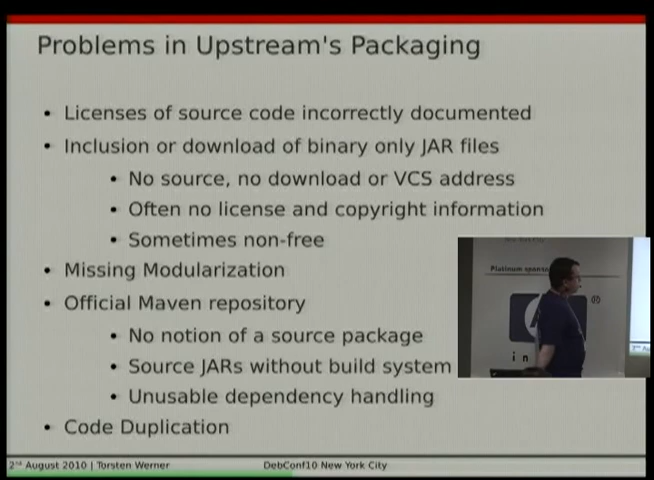 Problems in Upstream's Packaging
• Licenses of source code incorrectly documented
• Inclusion or download of binary only JAR files
• No source, no download or VCS address
• Often no license and copyright information
• Sometimes non-free
• Missing Modularization
• Official Maven repository
• No notion of a source package
• Source JARs without build system
• Unusable dependency handling
• Code Duplication
Platinum sponso
®
i n
2nd August 2010 | Torsten Werner
DebConf10 New York City